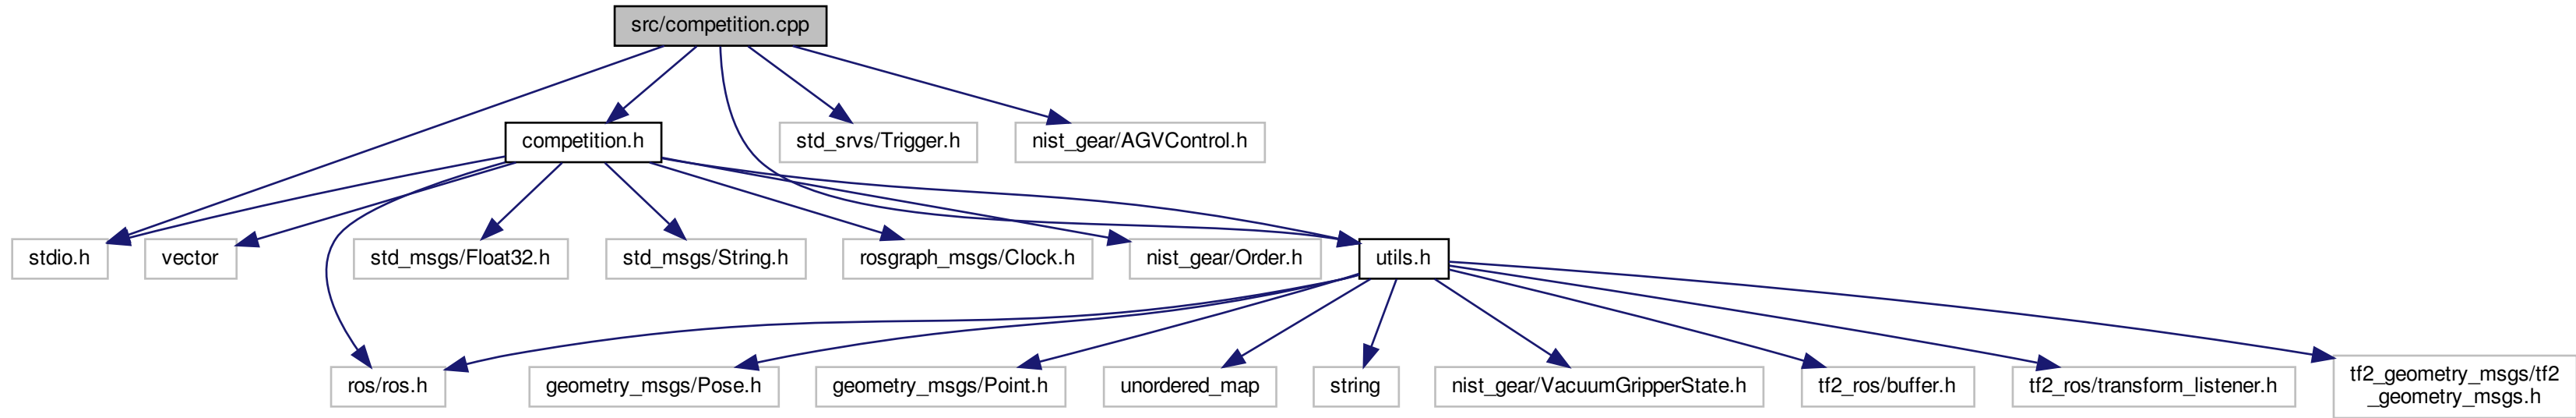 src/competition.cpp
competition.h
std_srvs/Trigger.h
nist_gear/AGVControl.h
stdio.h
vector
std_msgs/Float32.h
std_msgs/String.h
rosgraph_msgs/Clock.h
nist_gear/Order.h
utils.h
ros/ros.h
geometry_msgs/Pose.h
geometry_msgs/Point.h
unordered_map
string
nist_gear/VacuumGripperState.h
tf2_ros/buffer.h
tf2_ros/transform_listener.h
tf2_geometry_msgs/tf2
_geometry_msgs.h